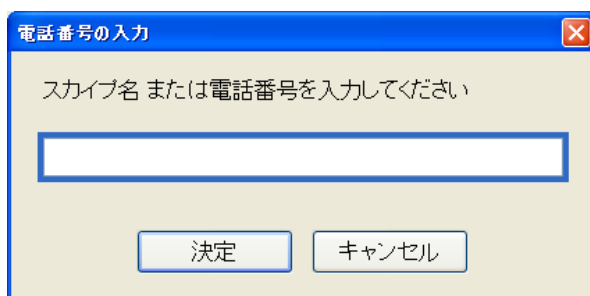 電話番号の入力
スカイプ名 または電話番号を入力してください
決定
キャンセル